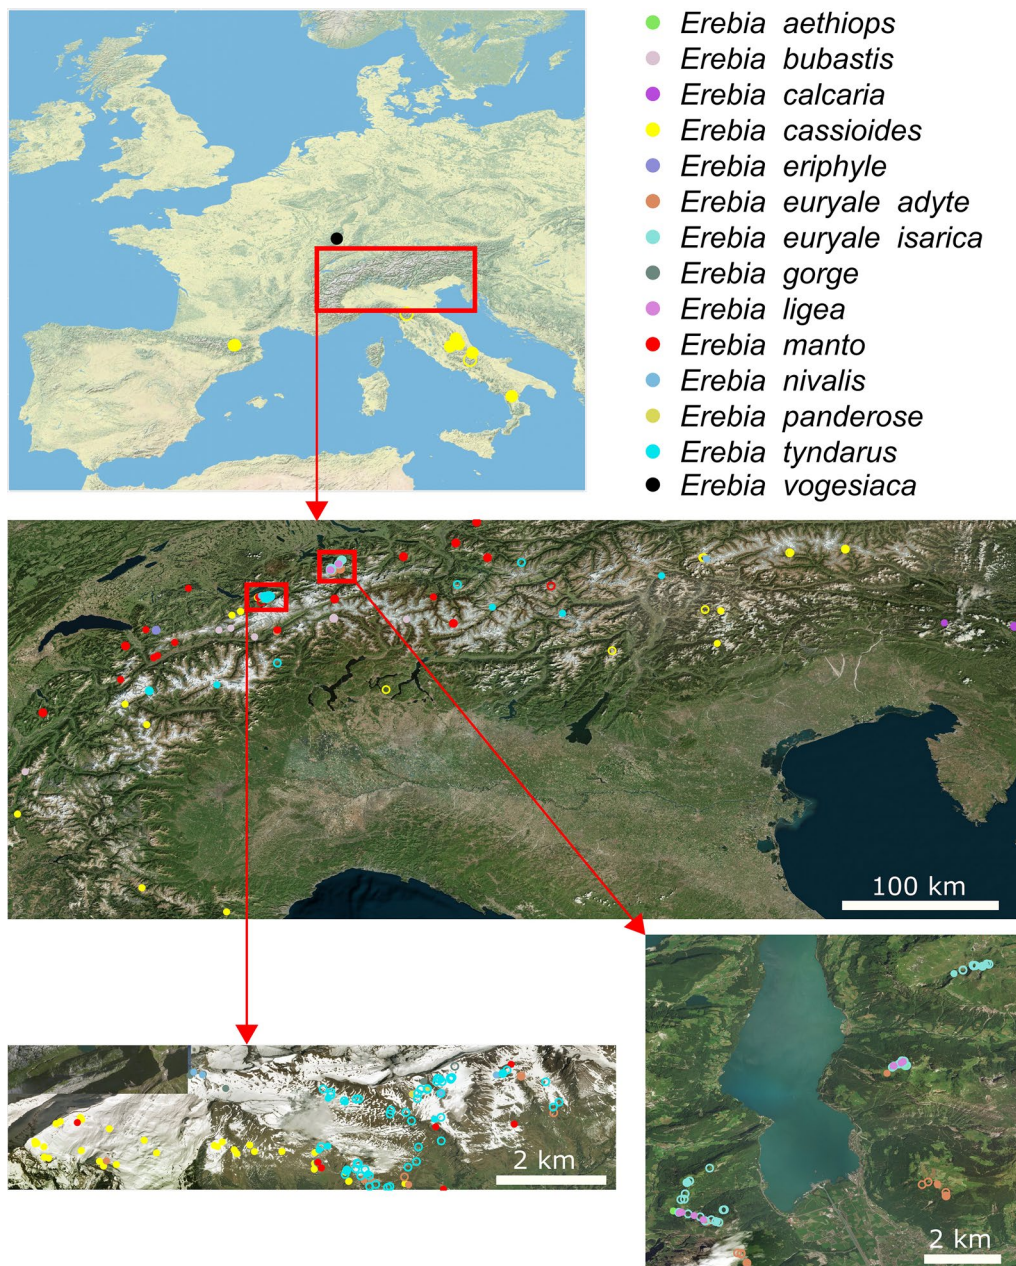 Erebia aethiops
Erebia bubastis
Erebia calcaria
Erebia cassioides
Erebia eriphyle
Erebia euryale adyte
Erebia euryale isarica
Erebia gorge
Erebia ligea
Erebia manto
Erebia nivalis
Erebia panderose
Erebia tyndarus
Erebia vogesiaca
100 km
2 km
2 km